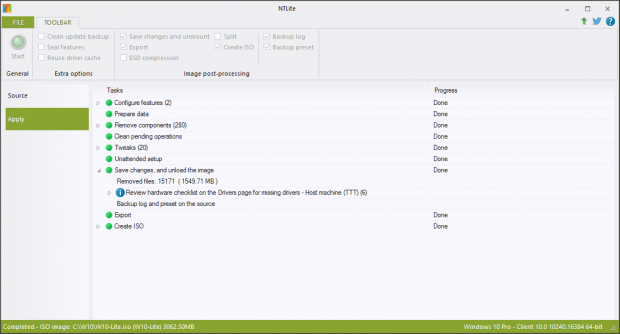 NTLite
FILE TOOLBAR
Start
General
Clean update backup
Seal features
Reuse driver cache
Extra options
Save changes and unmount
Export
ESD compression
Split
Create ISO
Backup log
Backup preset
Image post-processing
Source
Apply
Tasks Progress
Configure features (2) Done
Prepare data Done
Remove components (280) Done
Clean pending operations Done
Tweaks (20) Done
Unattended setup Done
Save changes, and unload the image Done
Removed files: 15171 ( 1549.71 MB )
Review hardware checklist on the Drivers page for missing drivers - Host machine (TTT) (6)
Backup log and preset on the source
Export Done
Create ISO Done
Completed - ISO image: C:\W10\W10-Lite.iso (W10-Lite) 3062.50MB
Windows 10 Pro - Client 10.0 10240.16384 64-bit